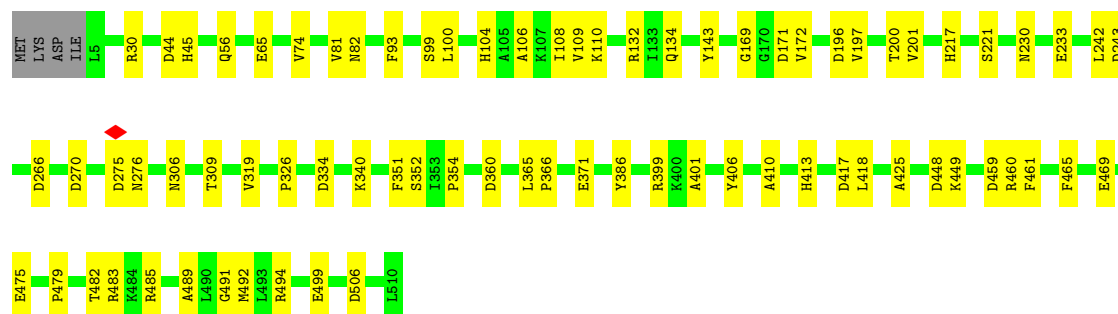 MET LYS ASP ILE L5 R30 D44 H45 Q56 E65 V74 V81 N82 F93 S99 L100 H104 A105 A106 K107 I108 V109 K110 R132 I133 Q134 Y143 G169 G170 D171 V172 D196 V197 T200 V201 H217 S221 N230 E233 L242
D266 D270 D275 N276 N306 T309 V319 P326 D334 K340 F351 S352 I353 P354 D360 L365 P366 E371 Y386 R399 K400 A401 Y406 A410 H413 D417 L418 A425 D448 K449 D459 R460 F461 F465 E469
E475 P479 T482 R483 K484 R485 A489 L490 G491 M492 L493 R494 E499 D506 L510